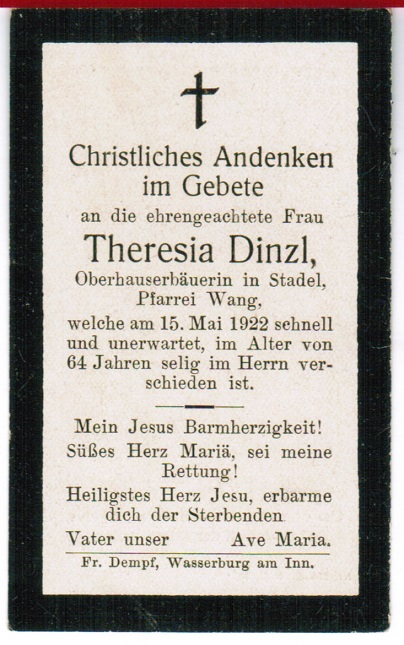 Christliches Andenken
im Gebete
an die ehrengeachtete Frau
Theresia Dinzl,
Oberhauserbäuerin in Stadel,
Pfarrei Wang,
welche am 15. Mai 1922 schnell
und unerwartet, im Alter von
64 Jahren selig im Herrn ver-
schieden ist.
Mein Jesus Barmherzigkeit!
Süßes Herz Mariä, sei meine
Rettung!
Heiligstes Herz Jesu, erbarme
dich der Sterbenden
Vater unser Ave Maria.
Fr. Dempf, Wasserburg am Inn.